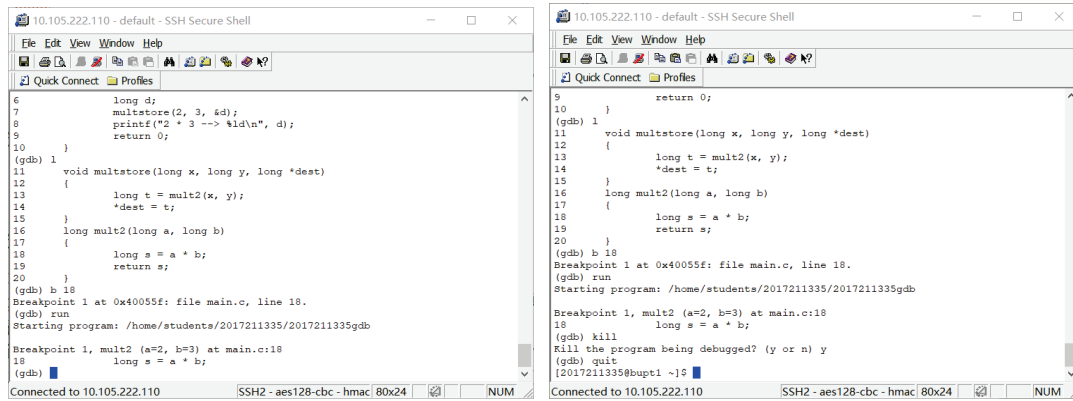 10.105.222.110 - default - SSH Secure Shell
File Edit View Window Help
Quick Connect Profiles
6 long d;
7 multstore(2, 3, &d);
8 printf("2 * 3 --> %ld\n", d);
9 return 0;
10 }
(gdb) l
11 void multstore(long x, long y, long *dest)
12 {
13 long t = mult2(x, y);
14 *dest = t;
15 }
16 long mult2(long a, long b)
17 {
18 long s = a * b;
19 return s;
20 }
(gdb) b 18
Breakpoint 1 at 0x40055f: file main.c, line 18.
(gdb) run
Starting program: /home/students/2017211335/2017211335gdb
Breakpoint 1, mult2 (a=2, b=3) at main.c:18
18 long s = a * b;
(gdb)
Connected to 10.105.222.110 SSH2 - aes128-cbc - hmac 80x24 NUM
10.105.222.110 - default - SSH Secure Shell
File Edit View Window Help
Quick Connect Profiles
9 return 0;
10 }
(gdb) l
11 void multstore(long x, long y, long *dest)
12 {
13 long t = mult2(x, y);
14 *dest = t;
15 }
16 long mult2(long a, long b)
17 {
18 long s = a * b;
19 return s;
20 }
(gdb) b 18
Breakpoint 1 at 0x40055f: file main.c, line 18.
(gdb) run
Starting program: /home/students/2017211335/2017211335gdb
Breakpoint 1, mult2 (a=2, b=3) at main.c:18
18 long s = a * b;
(gdb) kill
Kill the program being debugged? (y or n) y
(gdb) quit
[2017211335@bupt1 ~]$
Connected to 10.105.222.110 SSH2 - aes128-cbc - hmac 80x24 NUM